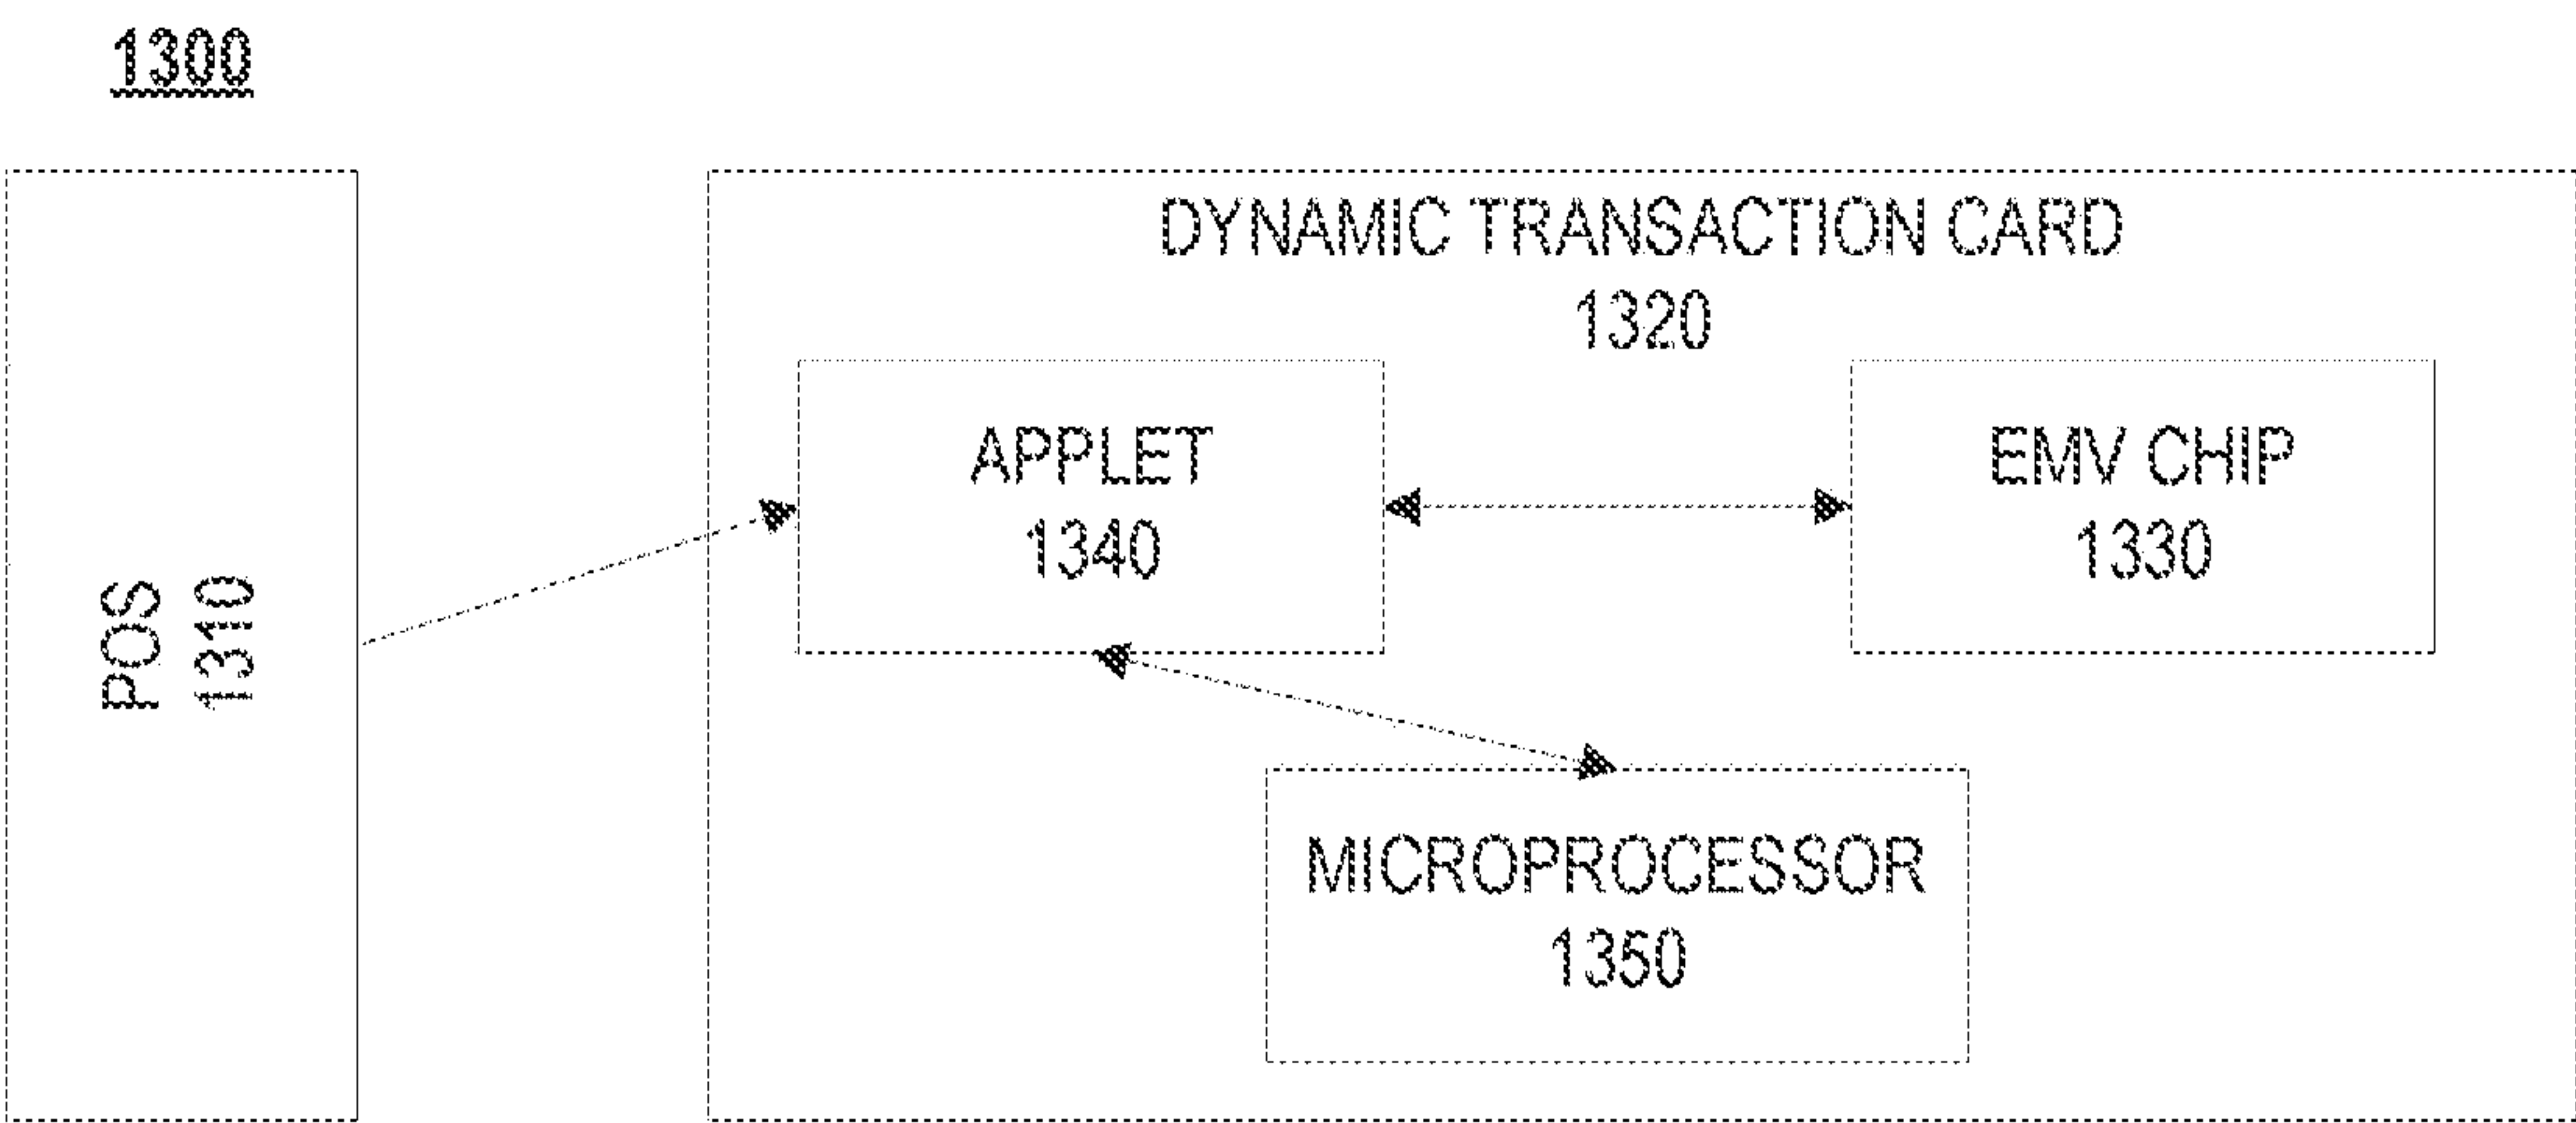 1300
POS
1310
DYNAMIC TRANSACTION CARD
1320
APPLET
1340
EMV CHIP
1330
MICROPROCESSOR
1350